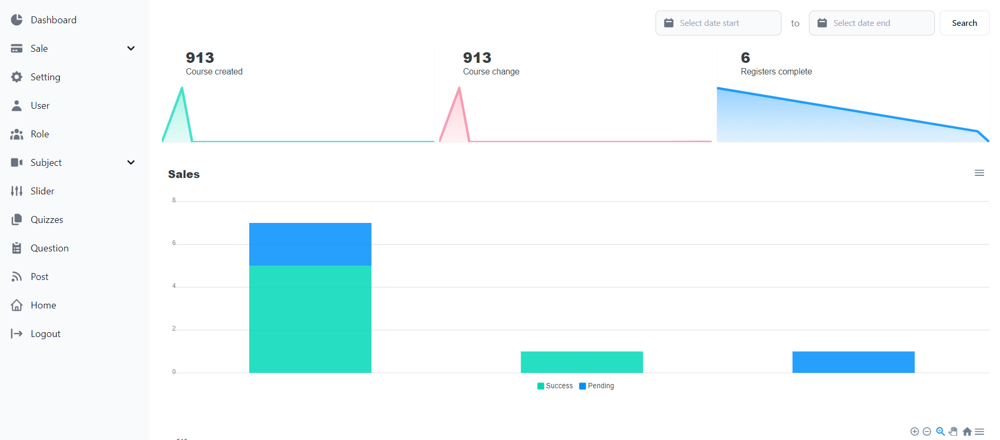 Dashboard
Sale
Setting
User
Role
Subject
Slider
Quizzes
Question
Post
Home
Logout
Select date start to Select date end Search
913
Course created
913
Course change
6
Registers complete
Sales
8
6
4
2
0
Success Pending